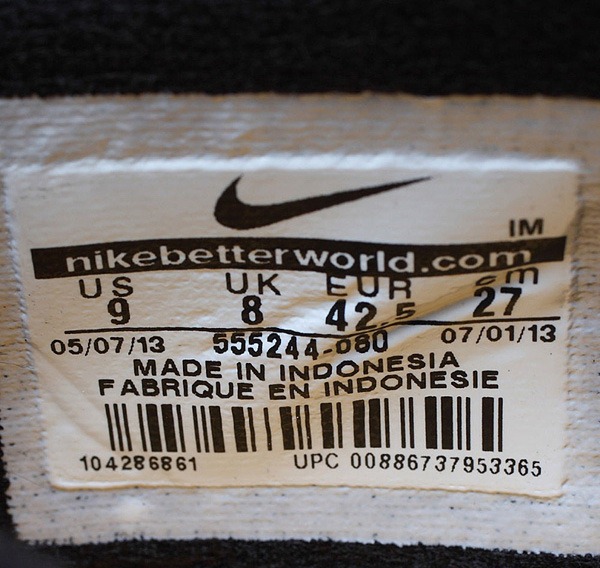 IM
nikebetterworld.com
US UK EUR cm
9 8 42.5 27
05/07/13 555244-080 07/01/13
MADE IN INDONESIA
FABRIQUE EN INDONESIE
104286861 UPC 00886737953365